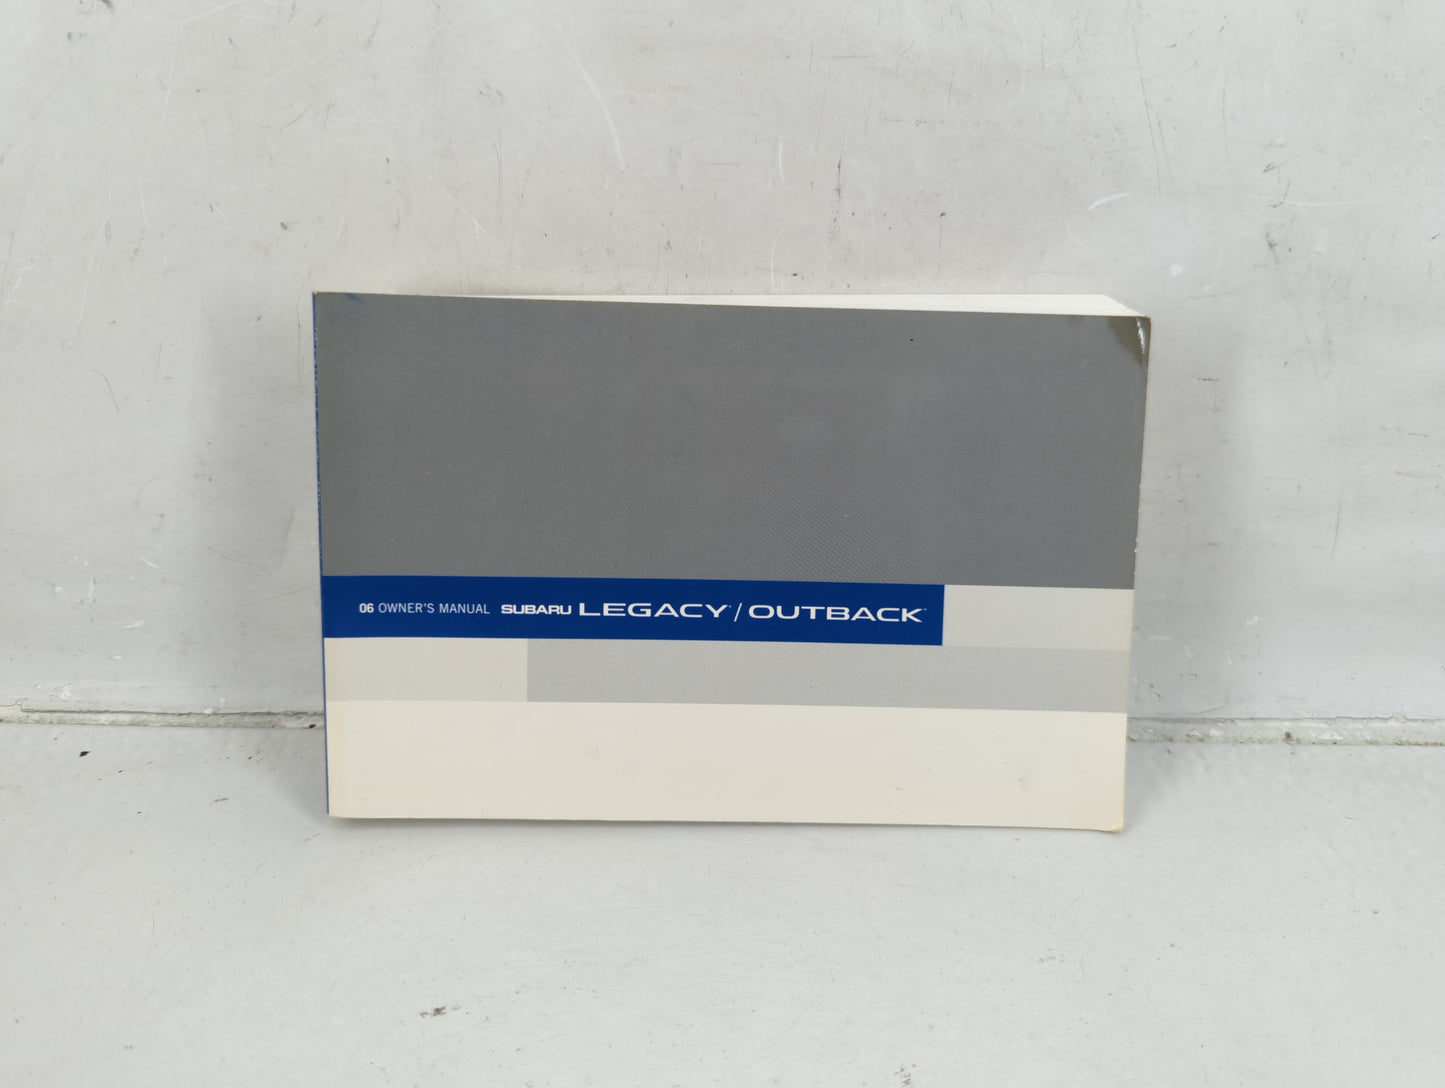 06 OWNER'S MANUAL SUBARU LEGACY® / OUTBACK®